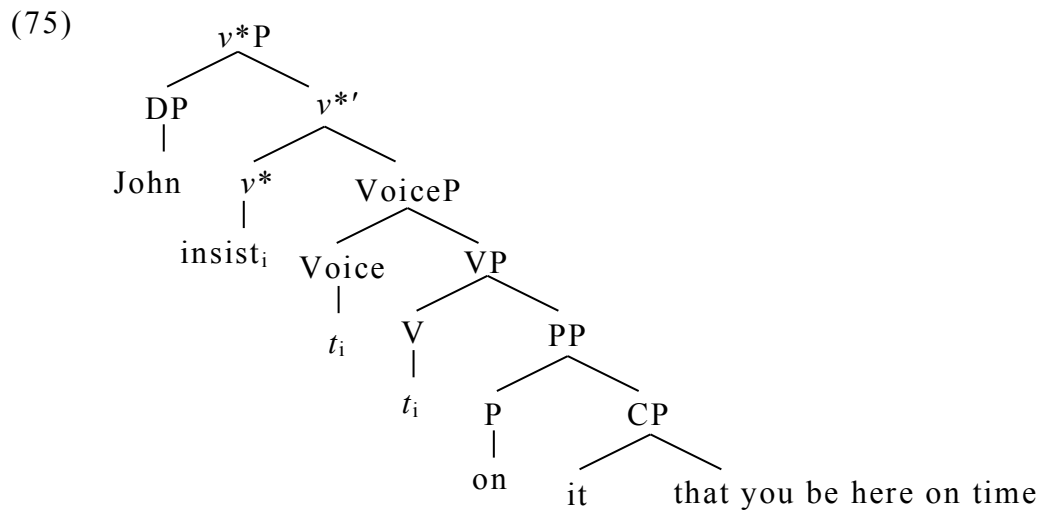 (75)
v*P
DP v*′
John v* VoiceP
insistᵢ Voice VP
tᵢ V PP
tᵢ P CP
on it that you be here on time